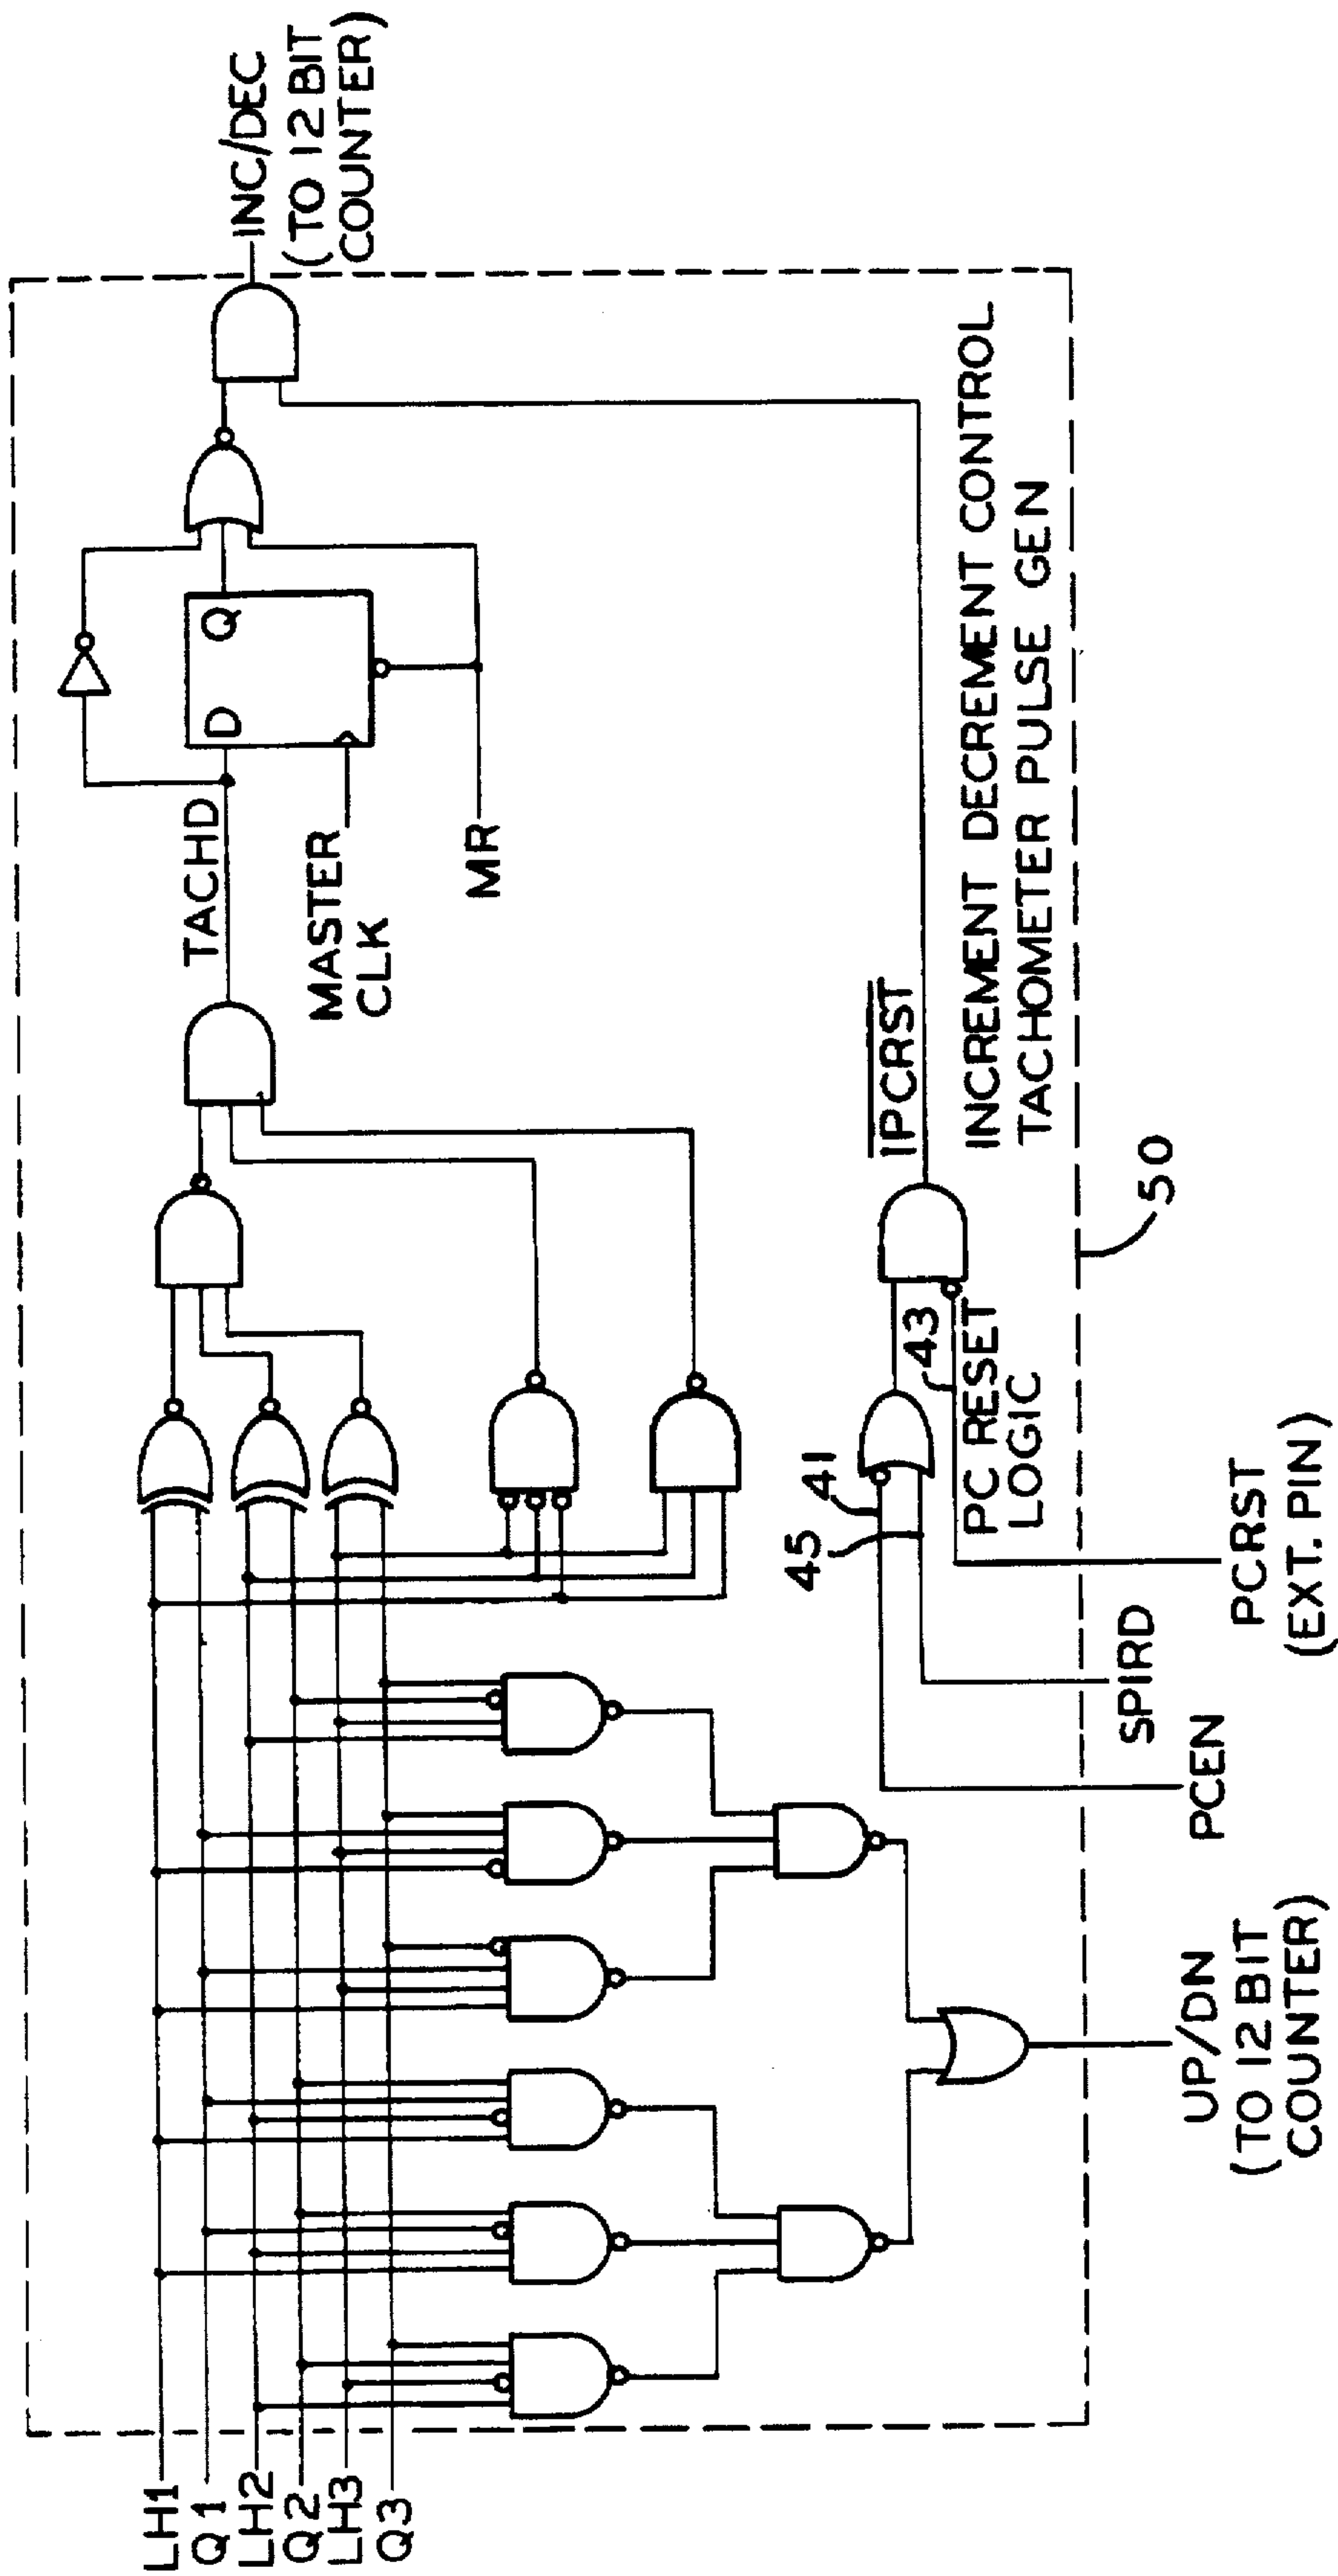 LH1
Q1
LH2
Q2
LH3
Q3
TACHD
D
Q
MASTER
CLK
MR
INC/DEC
(TO 12 BIT
COUNTER)
IPCRST
INCREMENT DECREMENT CONTROL
TACHOMETER PULSE GEN
45
41
43
PC RESET
LOGIC
50
UP/DN
(TO 12 BIT
COUNTER)
PCEN
SPIRD
PCRST
(EXT. PIN)